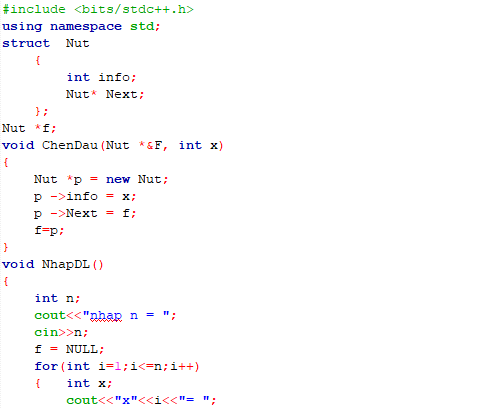 #include <bits/stdc++.h>
using namespace std;
struct  Nut
    {
        int info;
        Nut* Next;
    };
Nut *f;
void ChenDau(Nut *&F, int x)
{
    Nut *p = new Nut;
    p ->info = x;
    p ->Next = f;
    f=p;
}
void NhapDL()
{
    int n;
    cout<<"nhap n = ";
    cin>>n;
    f = NULL;
    for(int i=1;i<=n;i++)
    {   int x;
        cout<<"x"<<i<<"= ";